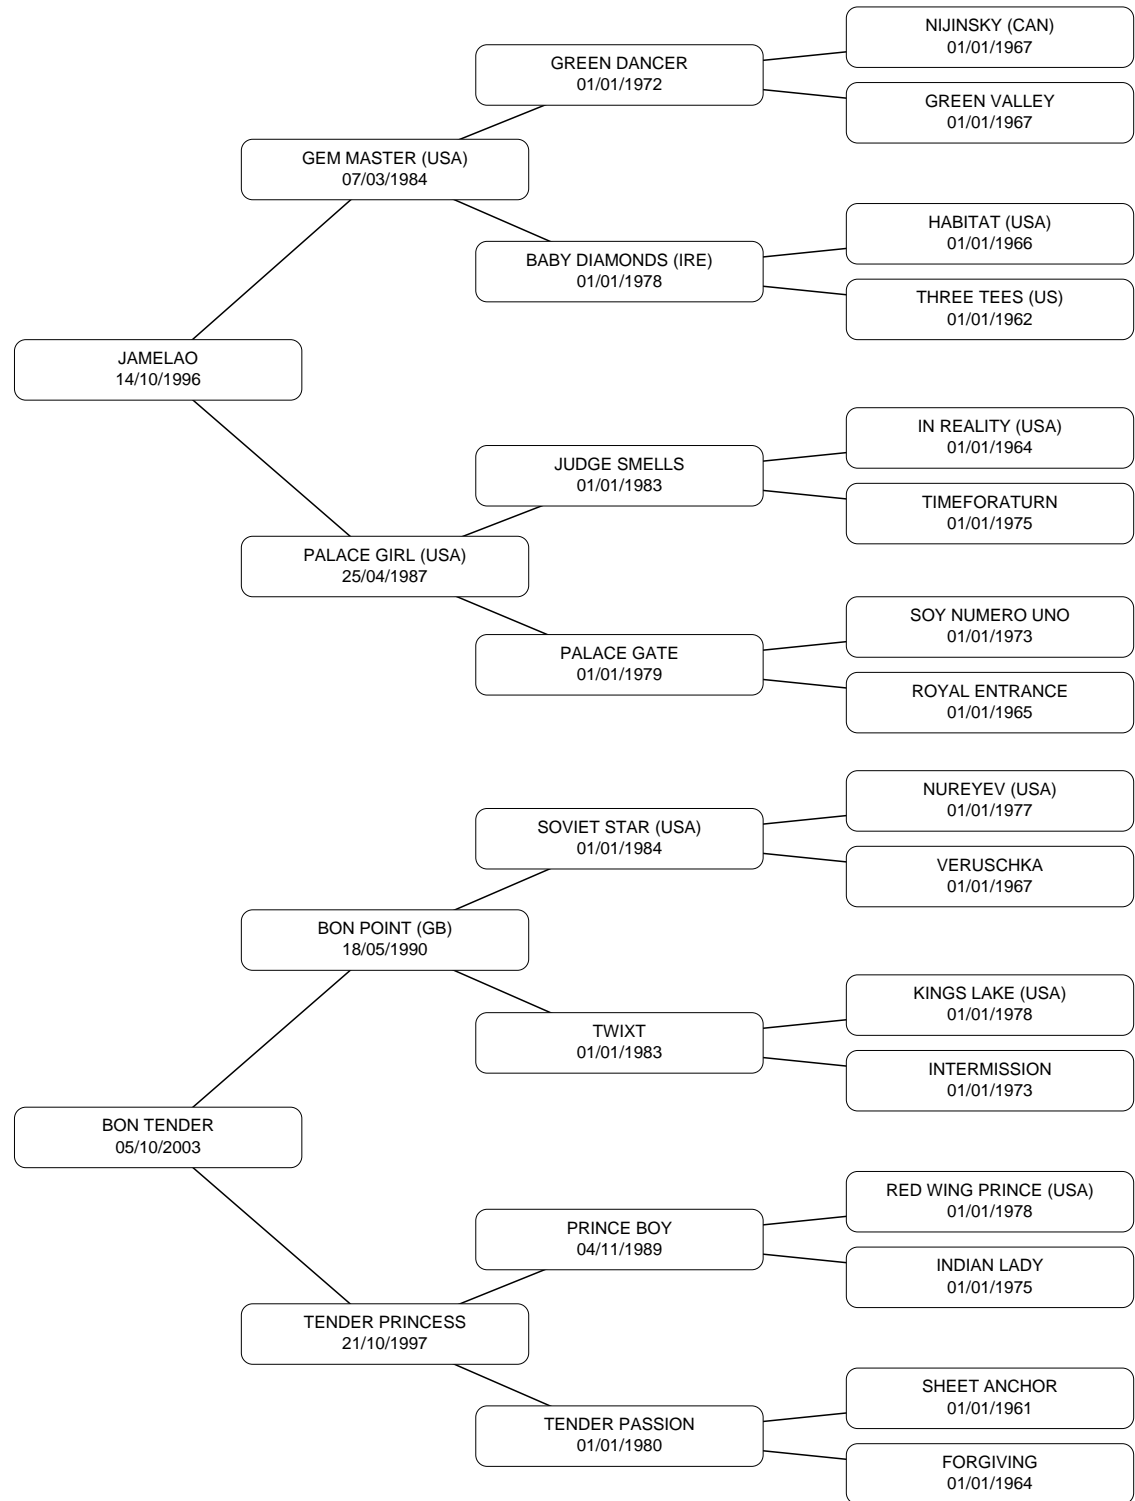 NIJINSKY (CAN)
01/01/1967
GREEN DANCER
01/01/1972
GREEN VALLEY
01/01/1967
GEM MASTER (USA)
07/03/1984
HABITAT (USA)
01/01/1966
BABY DIAMONDS (IRE)
01/01/1978
THREE TEES (US)
01/01/1962
JAMELAO
14/10/1996
IN REALITY (USA)
01/01/1964
JUDGE SMELLS
01/01/1983
TIMEFORATURN
01/01/1975
PALACE GIRL (USA)
25/04/1987
SOY NUMERO UNO
01/01/1973
PALACE GATE
01/01/1979
ROYAL ENTRANCE
01/01/1965
NUREYEV (USA)
01/01/1977
SOVIET STAR (USA)
01/01/1984
VERUSCHKA
01/01/1967
BON POINT (GB)
18/05/1990
KINGS LAKE (USA)
01/01/1978
TWIXT
01/01/1983
INTERMISSION
01/01/1973
BON TENDER
05/10/2003
RED WING PRINCE (USA)
01/01/1978
PRINCE BOY
04/11/1989
INDIAN LADY
01/01/1975
TENDER PRINCESS
21/10/1997
SHEET ANCHOR
01/01/1961
TENDER PASSION
01/01/1980
FORGIVING
01/01/1964